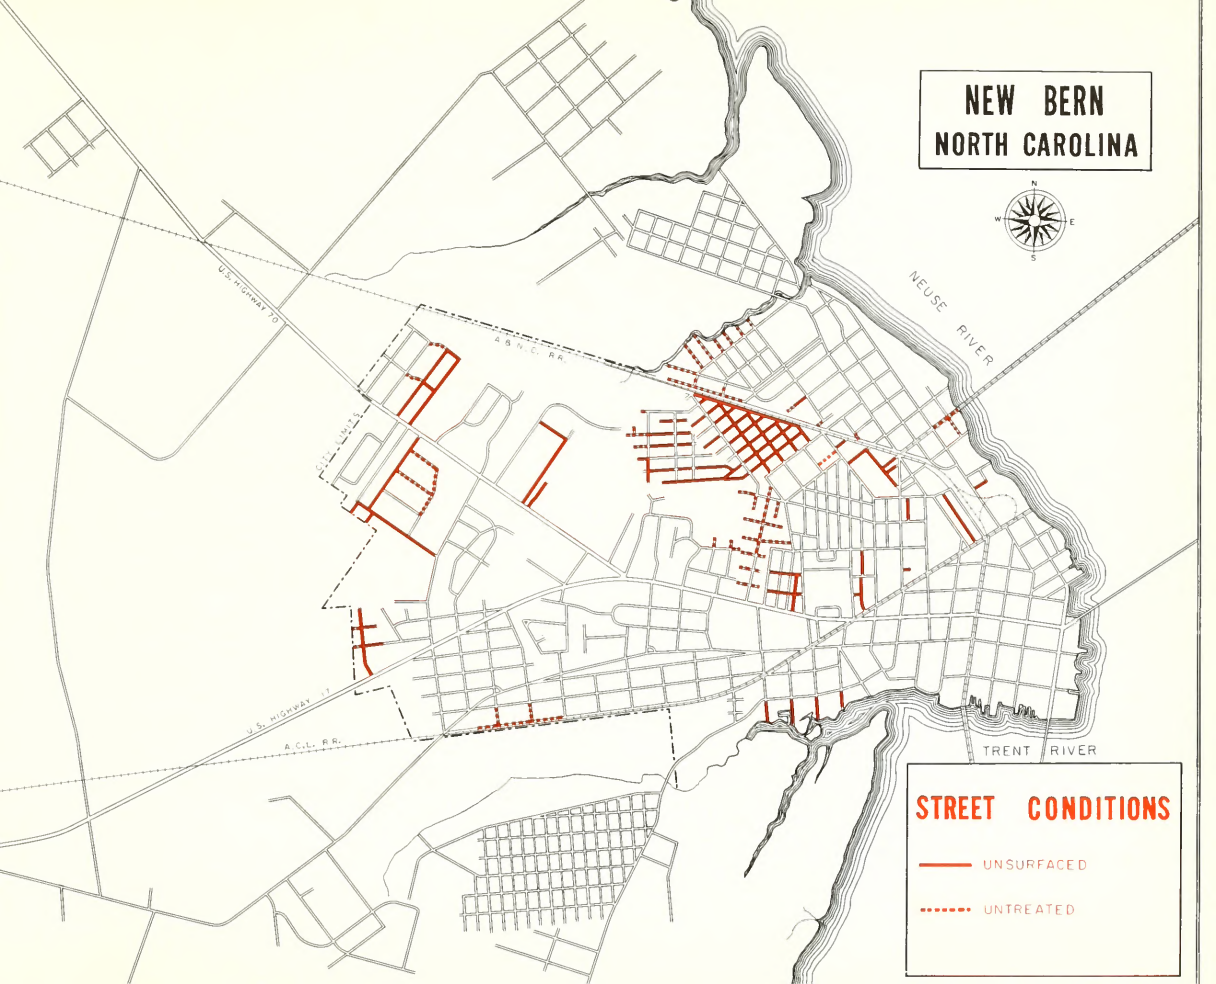 NEW BERN
NORTH CAROLINA
N
W
E
S
NEUSE RIVER
U.S. HIGHWAY 70
A & N.C. RR.
CITY LIMITS
U.S. HIGHWAY 17
A.C.L. RR.
TRENT RIVER
STREET CONDITIONS
UNSURFACED
UNTREATED